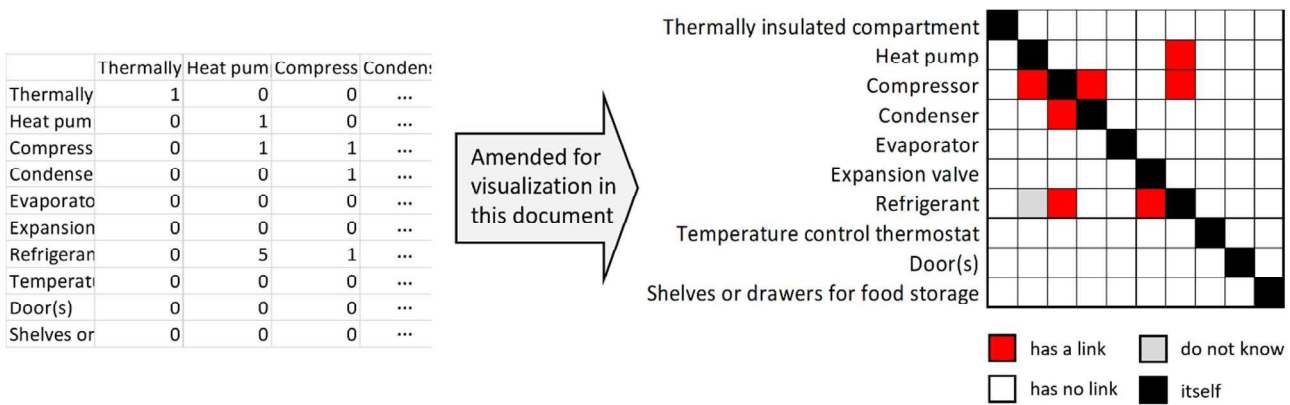 Thermally Heat pum Compress Condens
Thermally 1 0 0 ...
Heat pum 0 1 0 ...
Compress 0 1 1 ...
Condense 0 0 1 ...
Evaporato 0 0 0 ...
Expansion 0 0 0 ...
Refrigeran 0 5 1 ...
Temperatu 0 0 0 ...
Door(s) 0 0 0 ...
Shelves or 0 0 0 ...
Amended for
visualization in
this document
Thermally insulated compartment
Heat pump
Compressor
Condenser
Evaporator
Expansion valve
Refrigerant
Temperature control thermostat
Door(s)
Shelves or drawers for food storage
has a link
do not know
has no link
itself